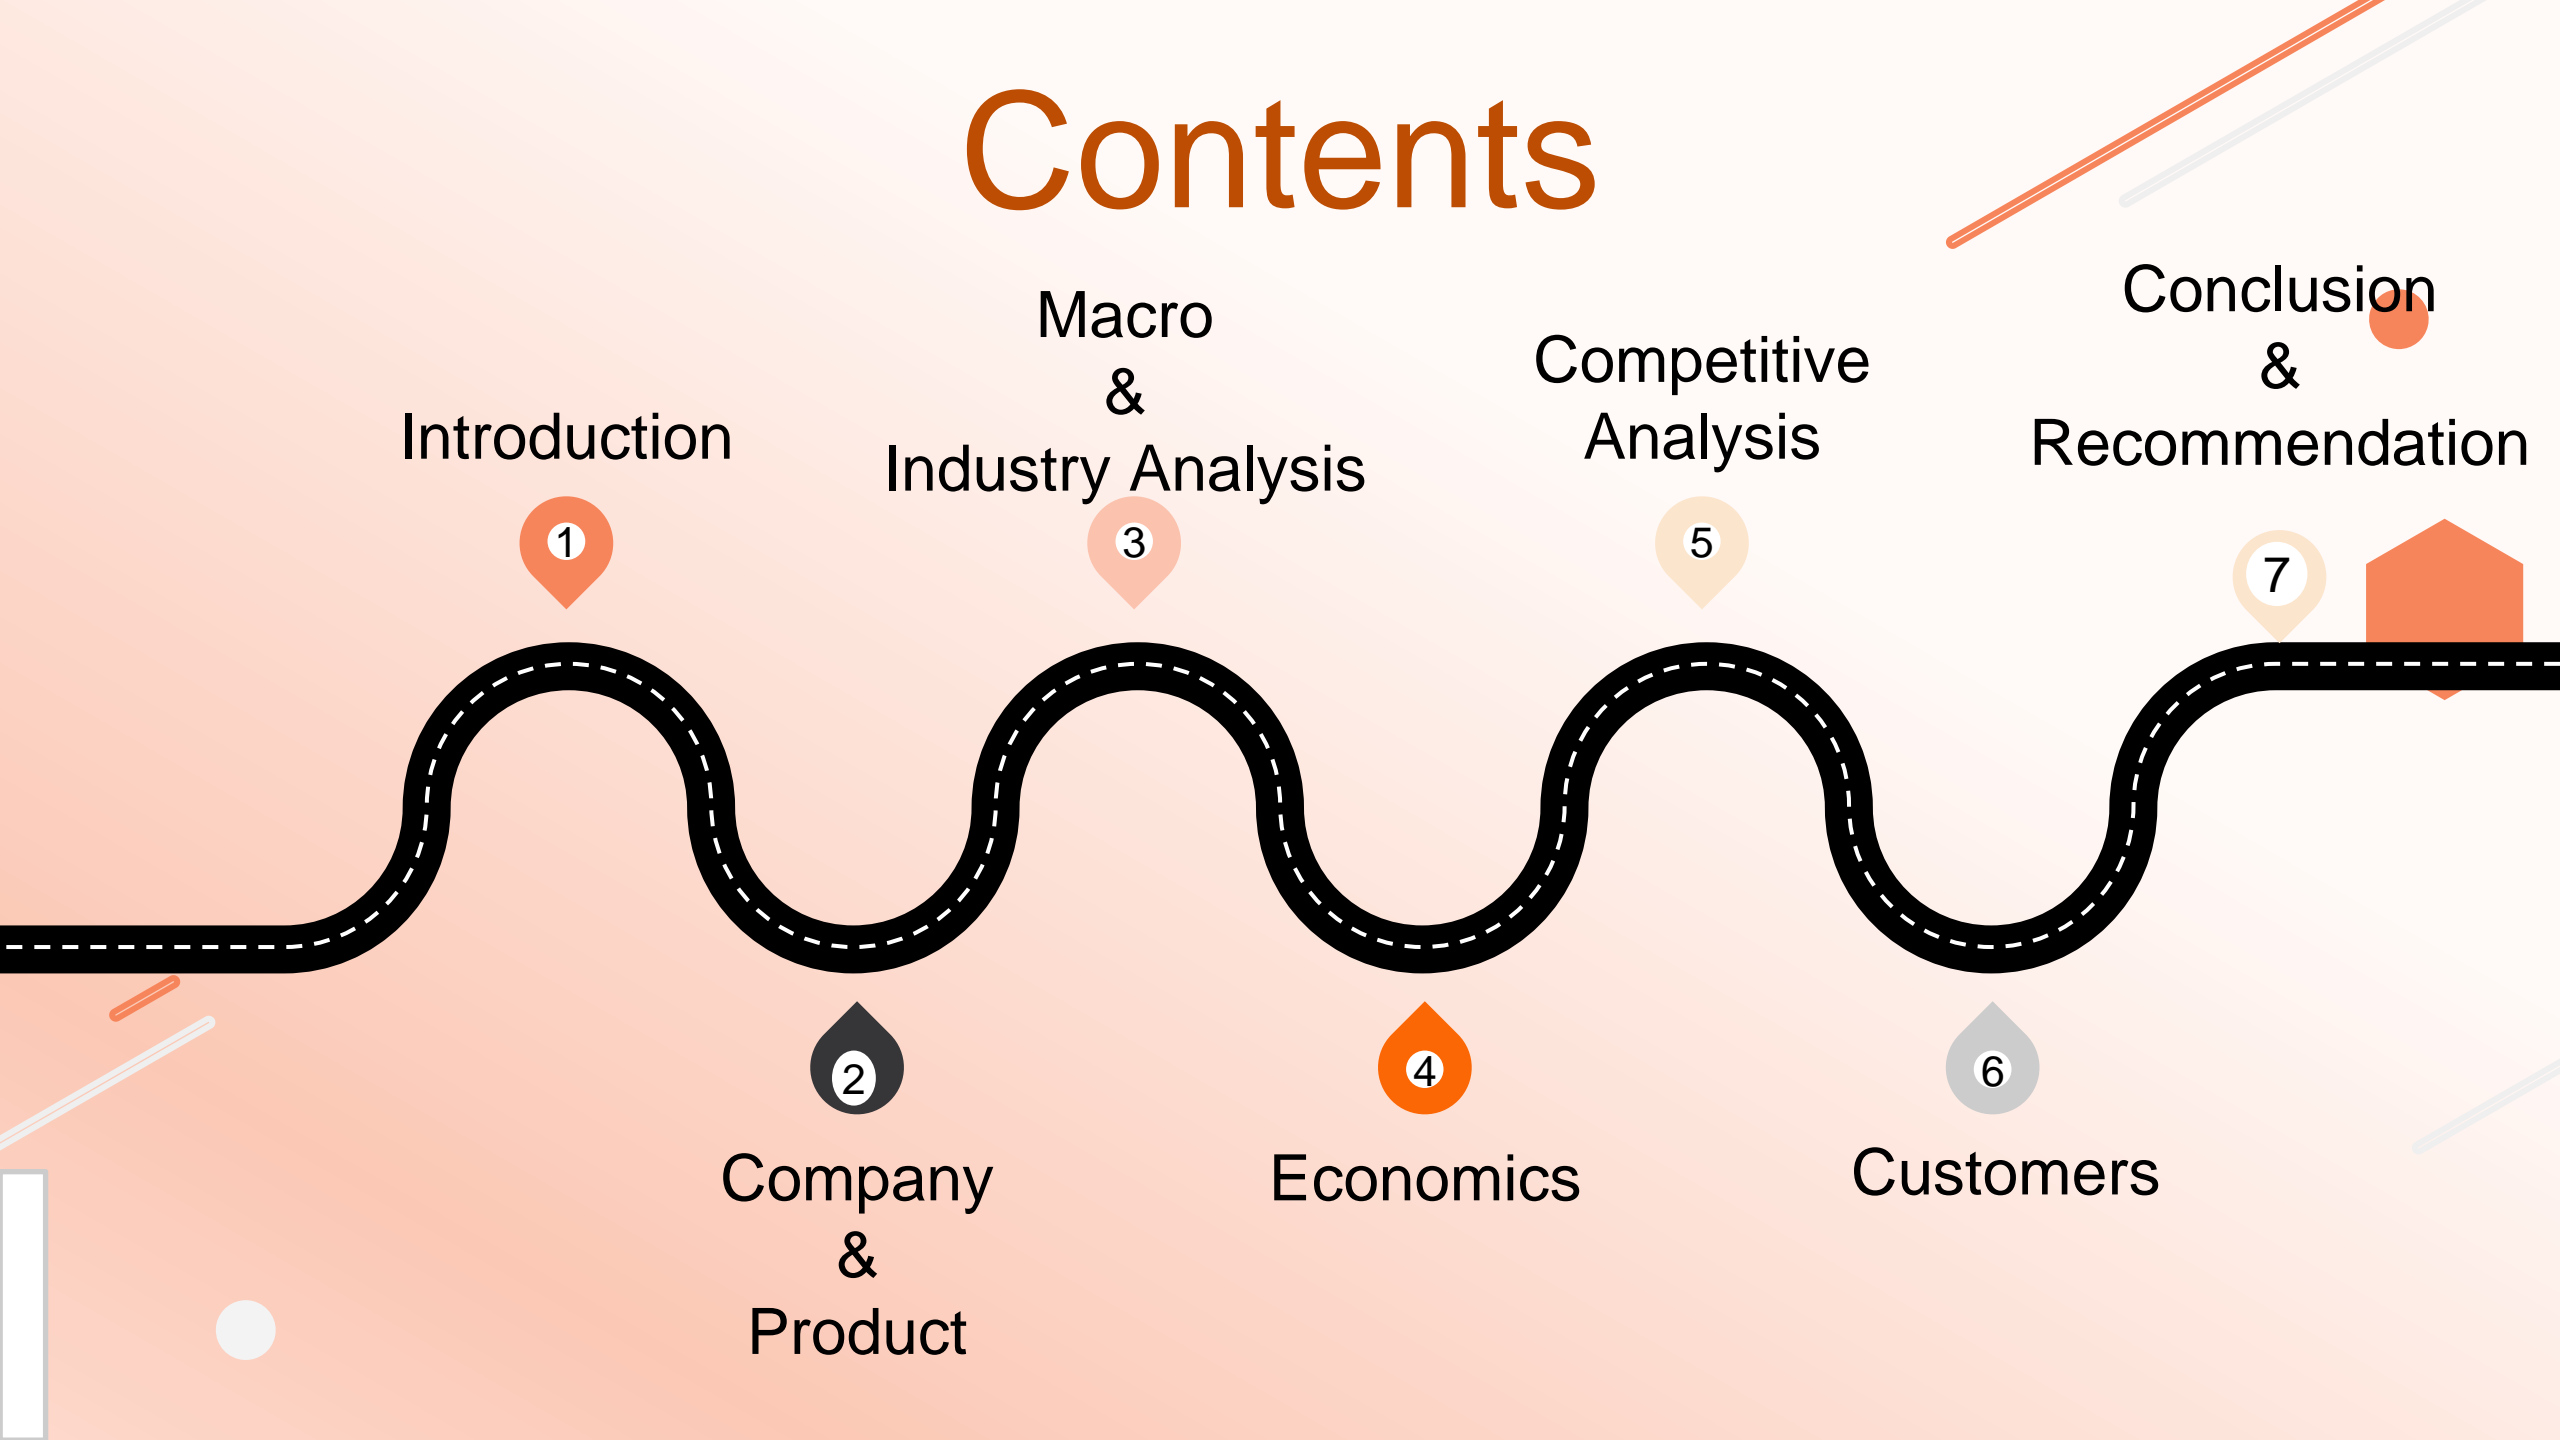 Contents
Introduction
1
Company
&
Product
2
Macro
&
Industry Analysis
3
Economics
4
Competitive
Analysis
5
Customers
6
Conclusion
&
Recommendation
7